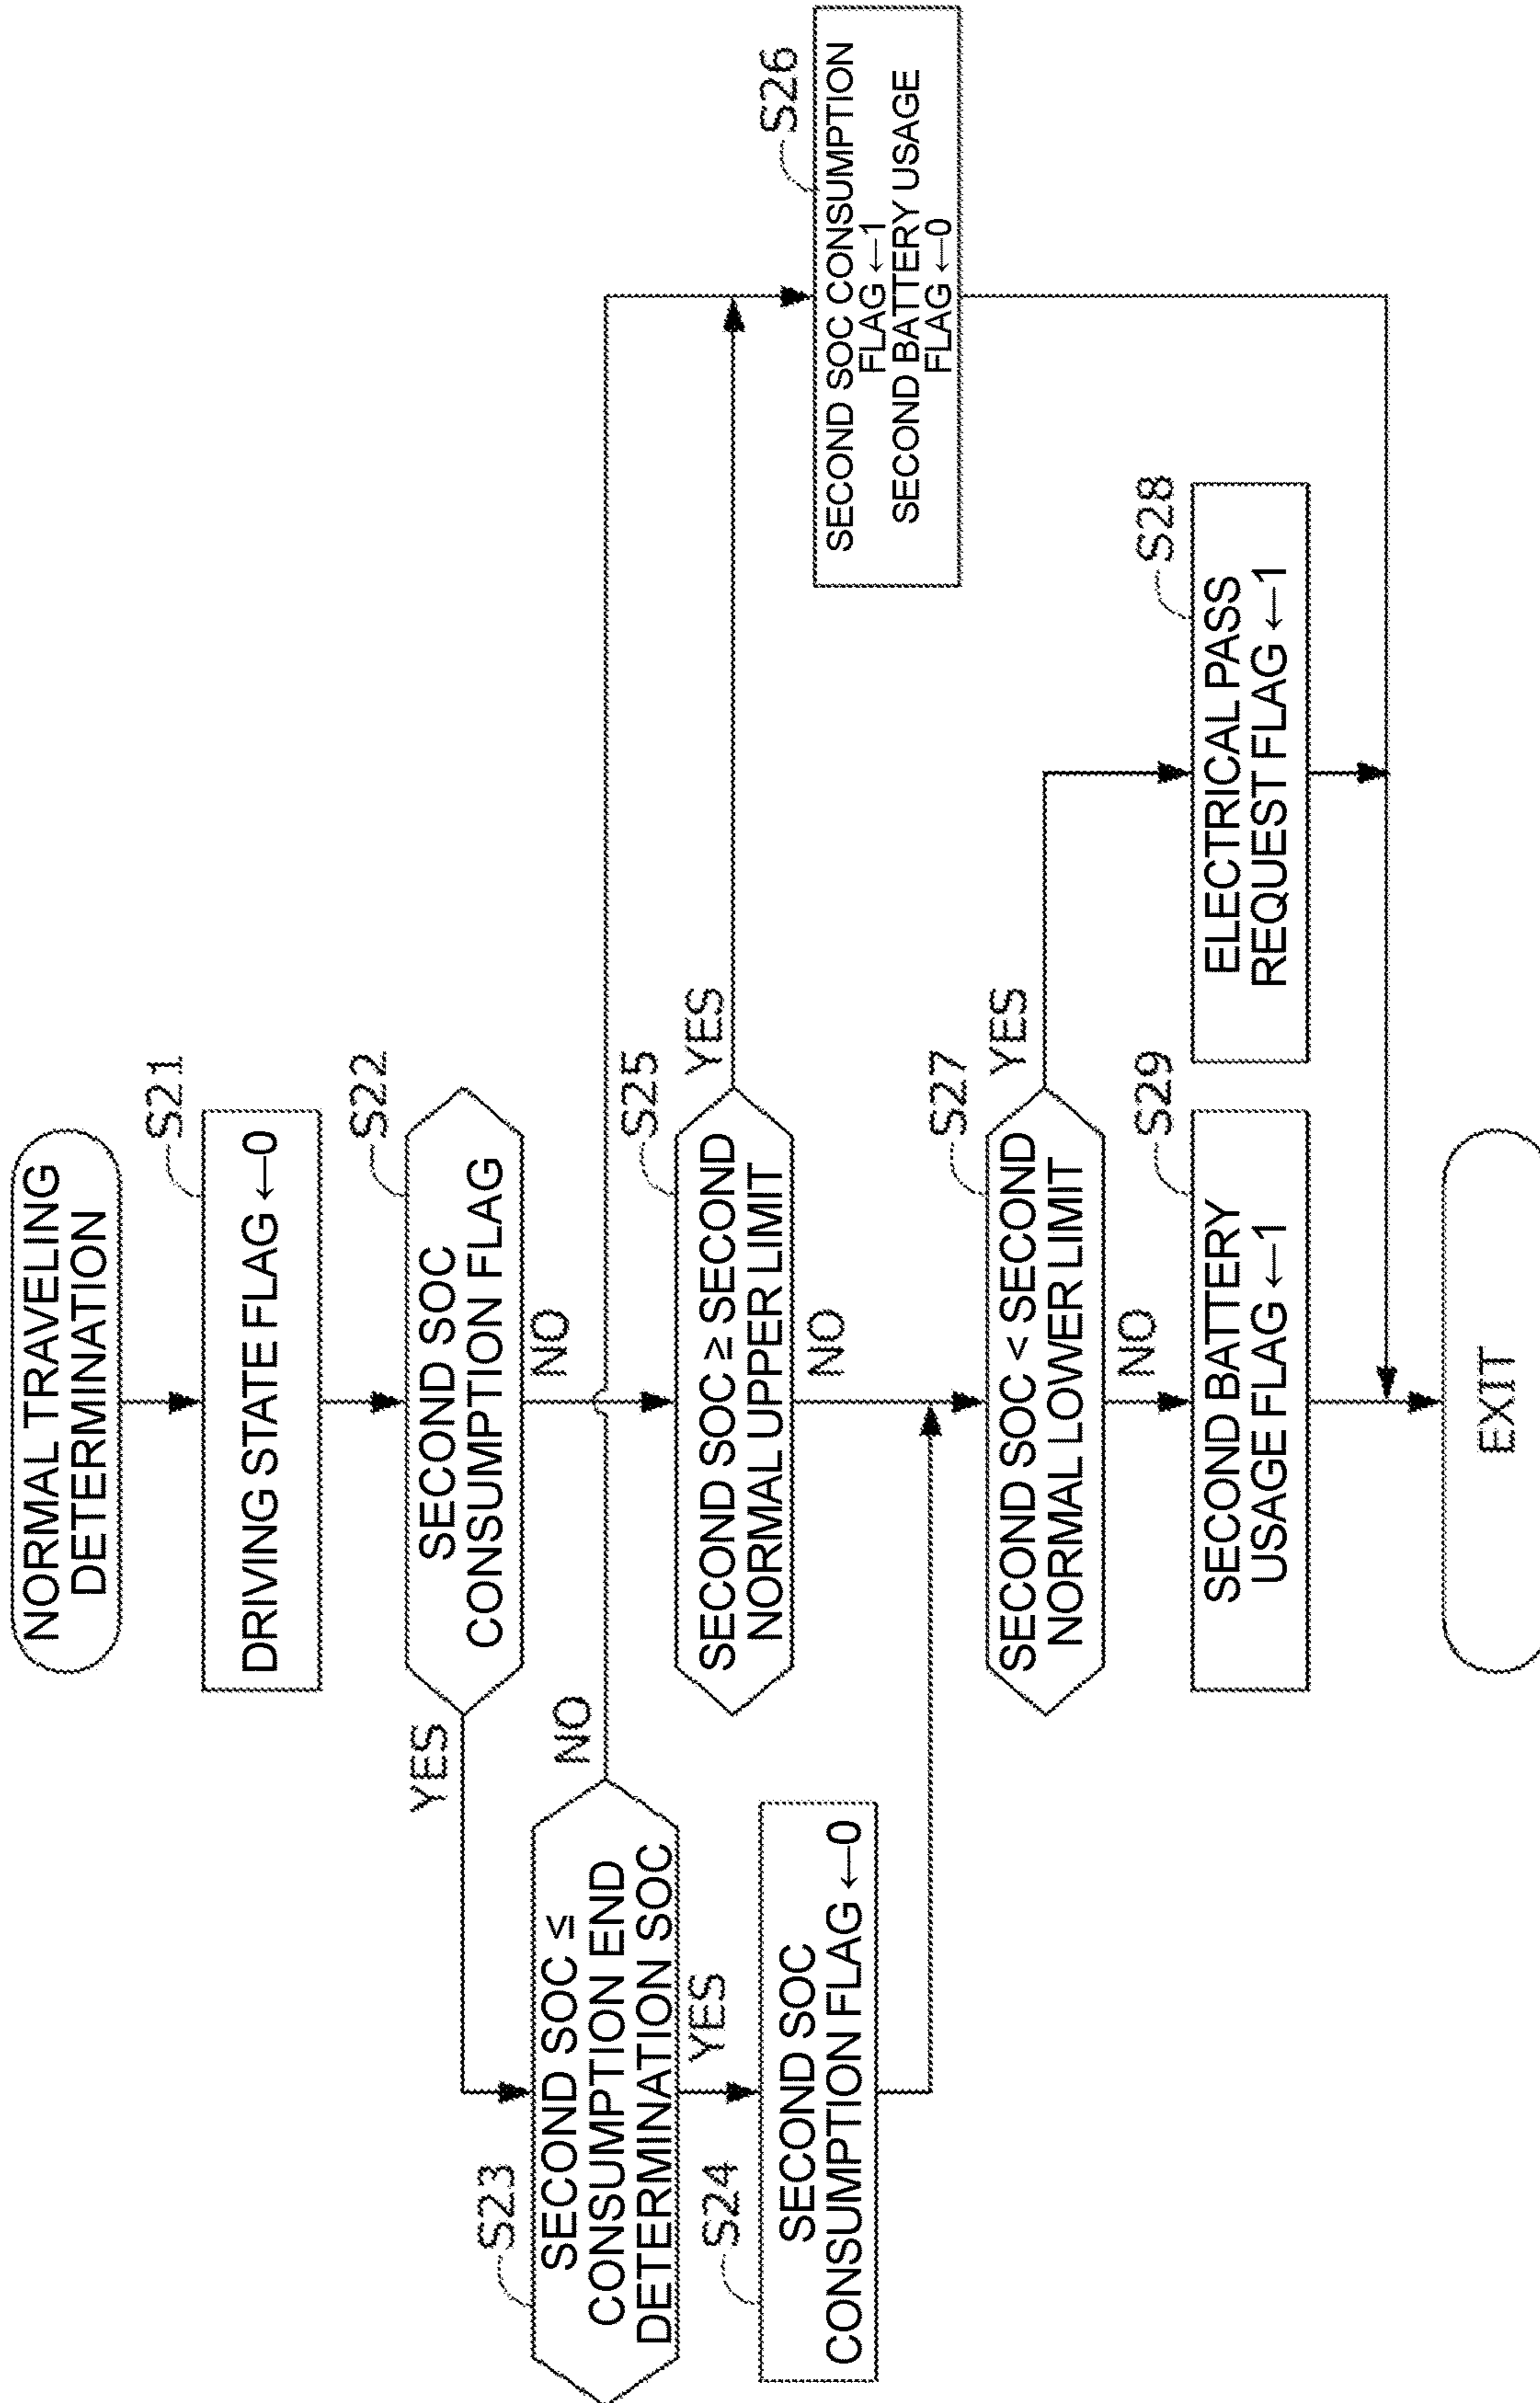 NORMAL TRAVELING
DETERMINATION
S21
DRIVING STATE FLAG ←0
S22
SECOND SOC
CONSUMPTION FLAG
YES
NO
S23
SECOND SOC ≤
CONSUMPTION END
DETERMINATION SOC
NO
YES
S24
SECOND SOC
CONSUMPTION FLAG ←0
S25
SECOND SOC ≥ SECOND
NORMAL UPPER LIMIT
YES
NO
S26
SECOND SOC CONSUMPTION
FLAG ←1
SECOND BATTERY USAGE
FLAG ←0
S27
SECOND SOC < SECOND
NORMAL LOWER LIMIT
YES
NO
S28
ELECTRICAL PASS
REQUEST FLAG ←1
S29
SECOND BATTERY
USAGE FLAG ←1
EXIT